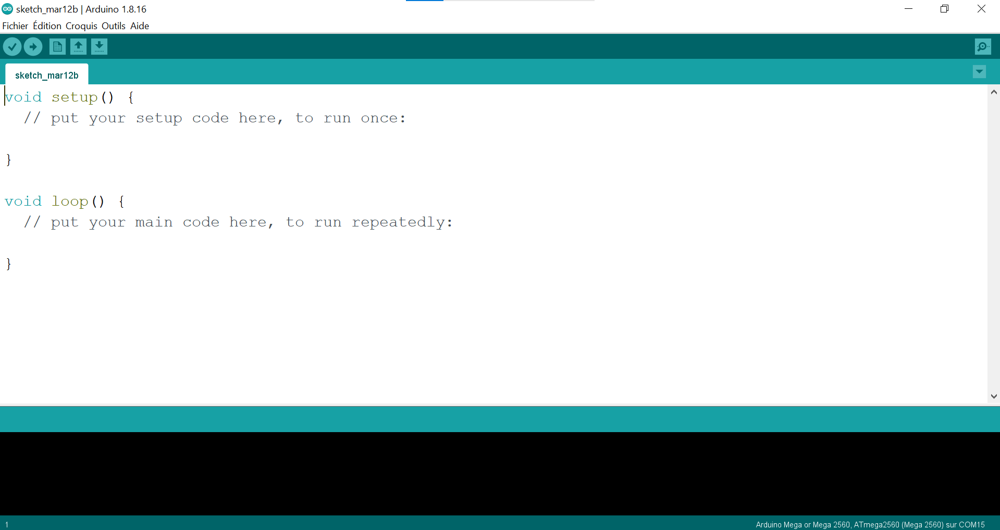 sketch_mar12b | Arduino 1.8.16
Fichier Édition Croquis Outils Aide
sketch_mar12b
void setup() {
  // put your setup code here, to run once:
}
void loop() {
  // put your main code here, to run repeatedly:
}
1
Arduino Mega or Mega 2560, ATmega2560 (Mega 2560) sur COM15